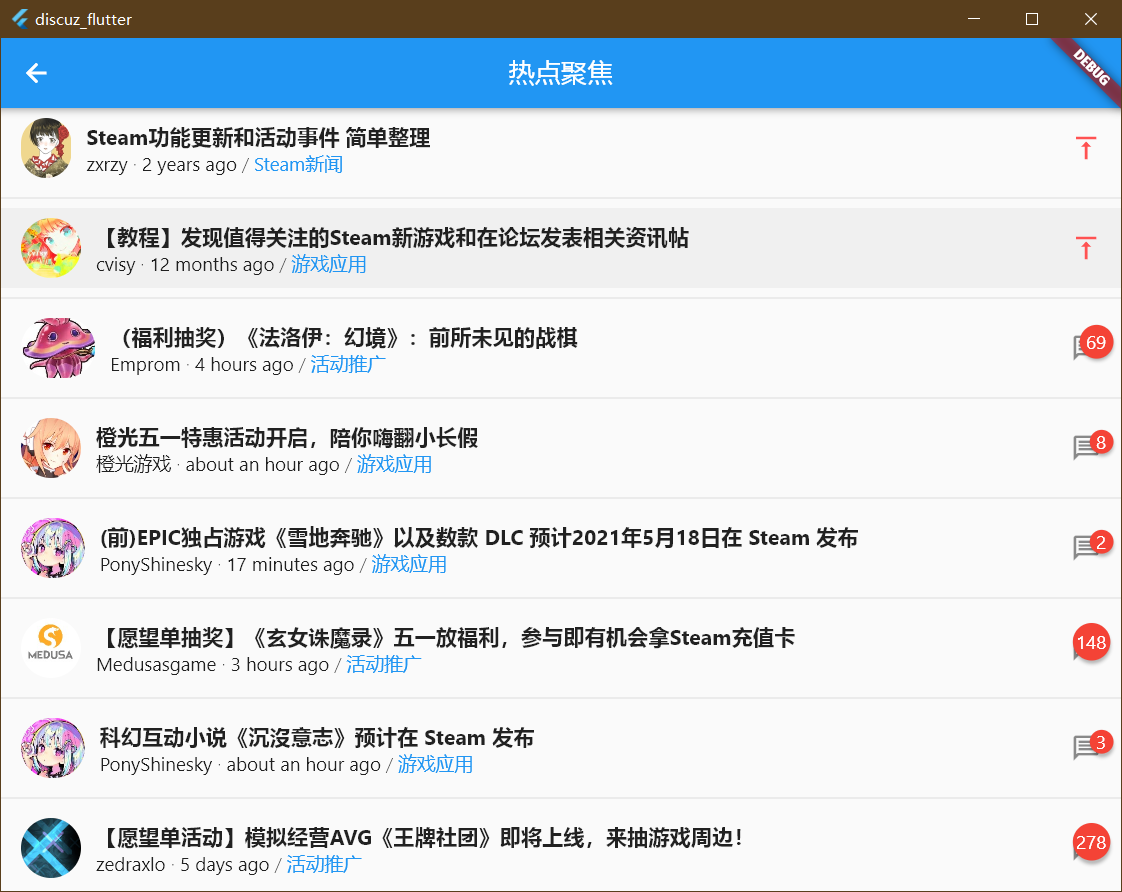 discuz_flutter
热点聚焦
DEBUG
Steam功能更新和活动事件 简单整理
zxrzy · 2 years ago / Steam新闻
【教程】发现值得关注的Steam新游戏和在论坛发表相关资讯帖
cvisy · 12 months ago / 游戏应用
（福利抽奖）《法洛伊：幻境》：前所未见的战棋
69
Emprom · 4 hours ago / 活动推广
橙光五一特惠活动开启，陪你嗨翻小长假
8
橙光游戏 · about an hour ago / 游戏应用
(前)EPIC独占游戏《雪地奔驰》以及数款 DLC 预计2021年5月18日在 Steam 发布
2
PonyShinesky · 17 minutes ago / 游戏应用
【愿望单抽奖】《玄女诛魔录》五一放福利，参与即有机会拿Steam充值卡
148
MEDUSA
Medusasgame · 3 hours ago / 活动推广
科幻互动小说《沉沒意志》预计在 Steam 发布
3
PonyShinesky · about an hour ago / 游戏应用
【愿望单活动】模拟经营AVG《王牌社团》即将上线，来抽游戏周边！
278
zedraxlo · 5 days ago / 活动推广